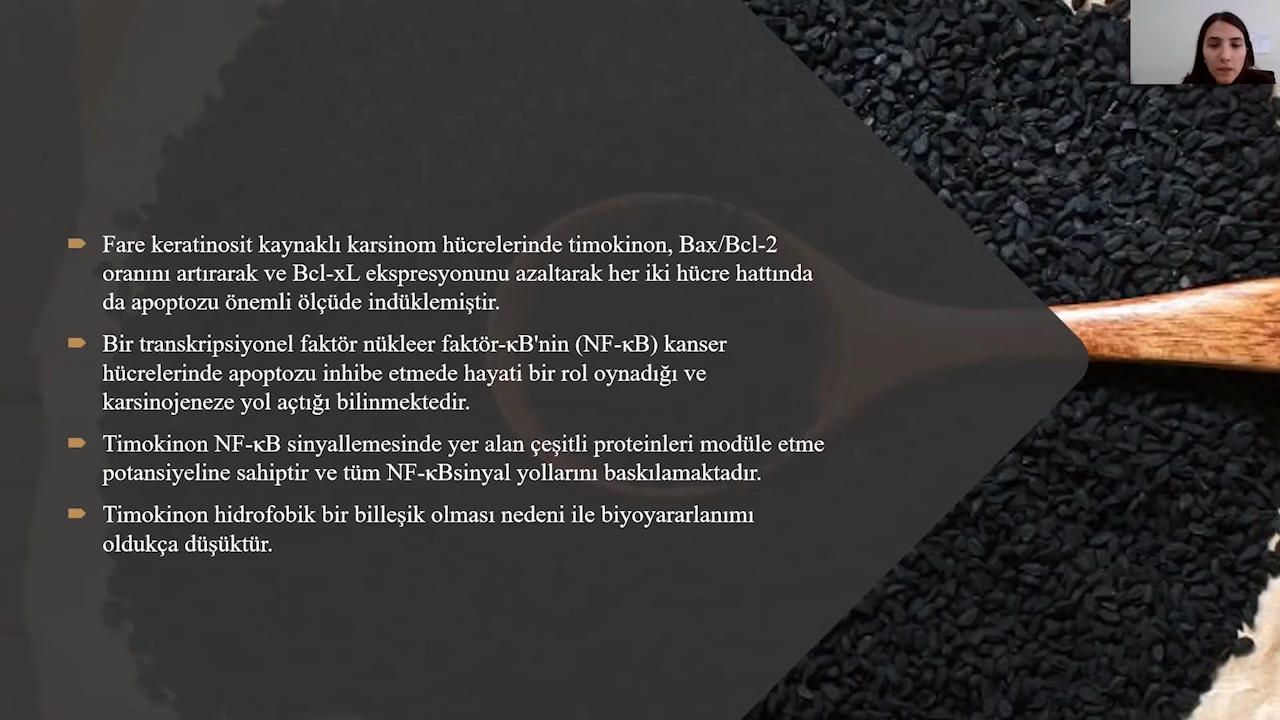 Fare keratinosit kaynaklı karsinom hücrelerinde timokinon, Bax/Bcl-2
oranını artırarak ve Bcl-xL ekspresyonunu azaltarak her iki hücre hattında
da apoptozu önemli ölçüde indüklemiştir.
Bir transkripsiyonel faktör nükleer faktör-κB'nin (NF-κB) kanser
hücrelerinde apoptozu inhibe etmede hayati bir rol oynadığı ve
karsinojeneze yol açtığı bilinmektedir.
Timokinon NF-κB sinyallemesinde yer alan çeşitli proteinleri modüle etme
potansiyeline sahiptir ve tüm NF-κBsinyal yollarını baskılamaktadır.
Timokinon hidrofobik bir billeşik olması nedeni ile biyoyararlanımı
oldukça düşüktür.